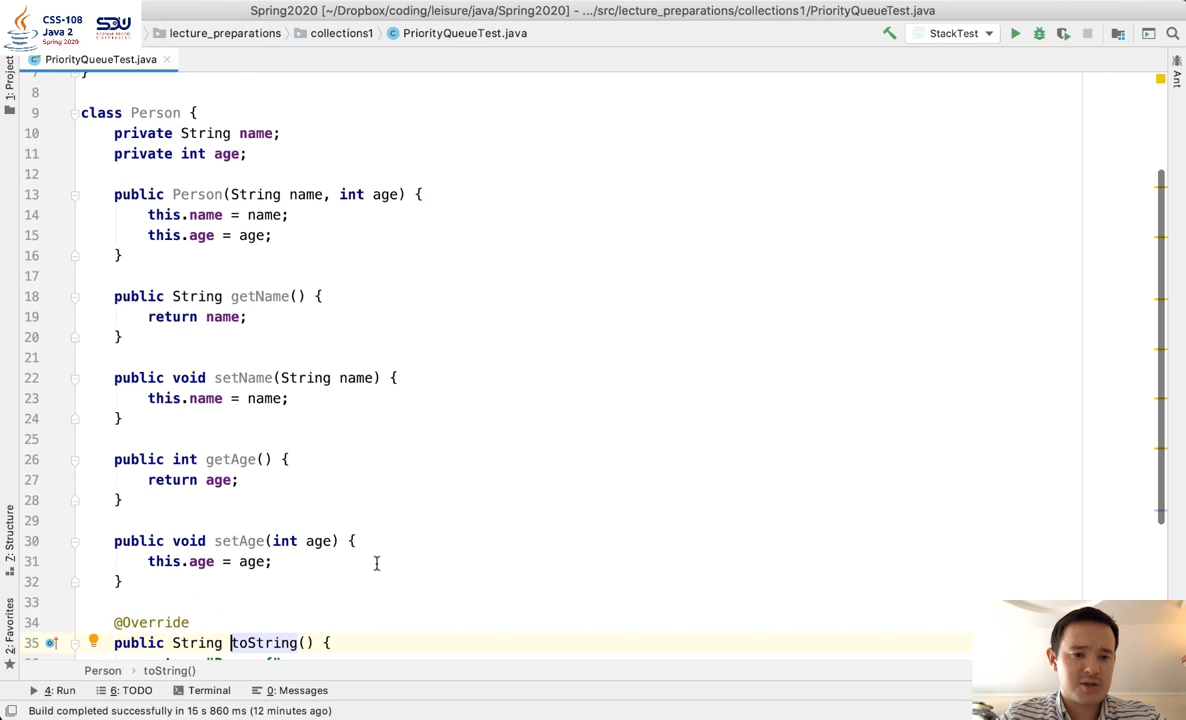 Spring2020 [~/Dropbox/coding/leisure/java/Spring2020] - .../src/lecture_preparations/collections1/PriorityQueueTest.java
CSS-108
Java 2
Spring 2020
SDU
lecture_preparations
collections1
PriorityQueueTest.java
StackTest
PriorityQueueTest.java
1: Project
Ant
7 }
8
9 class Person {
10 private String name;
11 private int age;
12
13 public Person(String name, int age) {
14 this.name = name;
15 this.age = age;
16 }
17
18 public String getName() {
19 return name;
20 }
21
22 public void setName(String name) {
23 this.name = name;
24 }
25
26 public int getAge() {
27 return age;
28 }
29
30 public void setAge(int age) {
31 this.age = age;
32 }
33
34 @Override
35 public String toString() {
7: Structure
2: Favorites
Person › toString()
4: Run
6: TODO
Terminal
0: Messages
Build completed successfully in 15 s 860 ms (12 minutes ago)